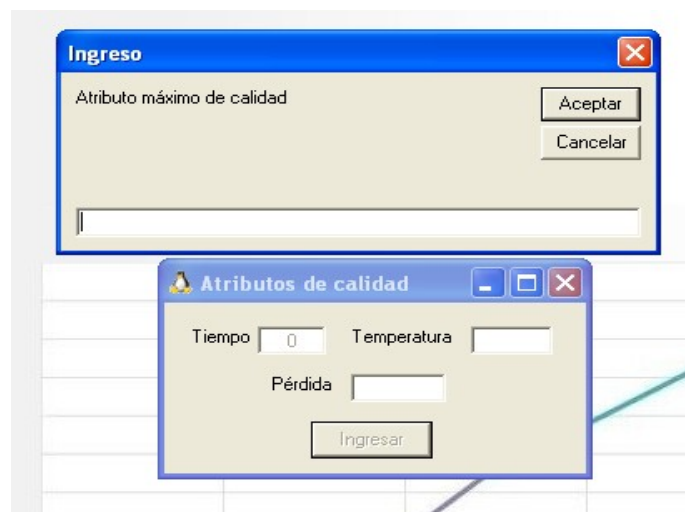 Ingreso
Atributo máximo de calidad
Aceptar
Cancelar
Atributos de calidad
Tiempo 0 Temperatura
Pérdida
Ingresar